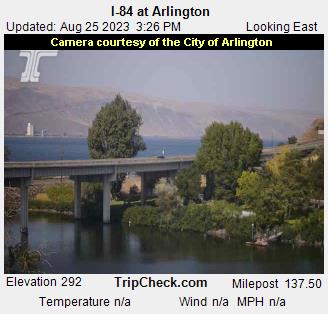 I-84 at Arlington
Updated: Aug 25 2023 3:26 PM Looking East
Camera courtesy of the City of Arlington
Elevation 292 TripCheck.com Milepost 137.50
Temperature n/a Wind n/a MPH n/a